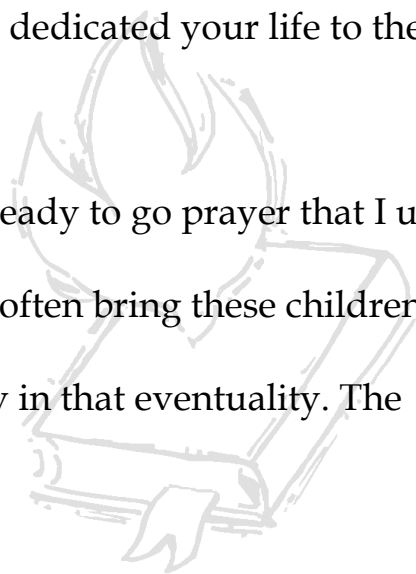 dedicated your life to the
eady to go prayer that I u
often bring these children
in that eventuality. The